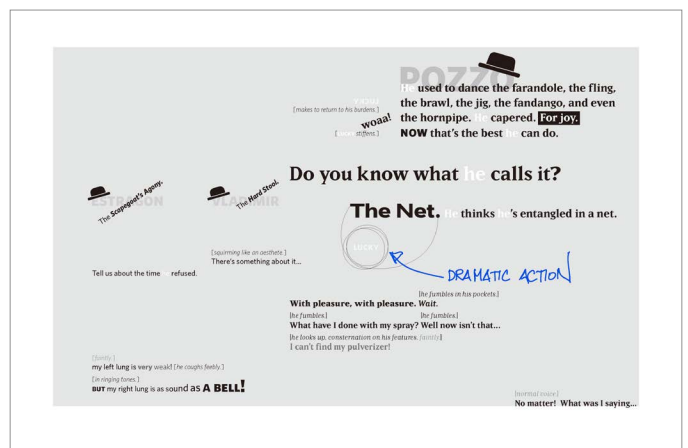 POZZO
He used to dance the farandole, the fling,
the brawl, the jig, the fandango, and even
the hornpipe. He capered. For joy.
NOW that's the best he can do.
LUCKY
[makes to return to his burdens.]
woaa!
[LUCKY stiffens.]
Do you know what he calls it?
ESTRAGON
The Scapegoat's Agony.
VLADIMIR
The Hard Stool.
The Net. He thinks he's entangled in a net.
LUCKY
[squirming like an aesthete.]
There's something about it...
DRAMATIC ACTION
Tell us about the time he refused.
[he fumbles in his pockets.]
With pleasure, with pleasure. Wait.
[he fumbles.] [he fumbles.]
What have I done with my spray? Well now isn't that...
[he looks up, consternation on his features. faintly.]
I can't find my pulverizer!
[faintly.]
my left lung is very weak! [he coughs feebly.]
[in ringing tones.]
BUT my right lung is as sound as A BELL!
[normal voice]
No matter! What was I saying...